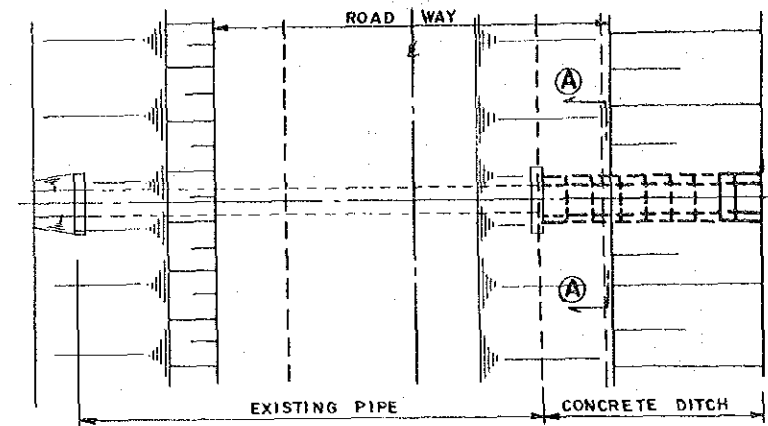 ROAD WAY
℄
A
A
EXISTING PIPE
CONCRETE DITCH